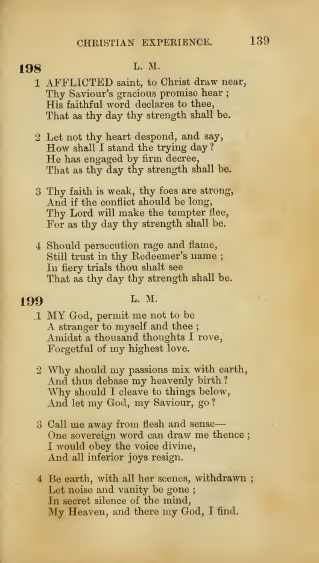 CHRISTIAN EXPERIENCE. 139
198 L. M.
1 AFFLICTED saint, to Christ draw near,
Thy Saviour's gracious promise hear ;
His faithful word declares to thee,
That as thy day thy strength shall be.
2 Let not thy heart despond, and say,
How shall I stand the trying day ?
He has engaged by firm decree,
That as thy day thy strength shall be.
3 Thy faith is weak, thy foes are strong,
And if the conflict should be long,
Thy Lord will make the tempter flee,
For as thy day thy strength shall be.
4 Should persecution rage and flame,
Still trust in thy Redeemer's name ;
In fiery trials thou shalt see
That as thy day thy strength shall be.
199 L. M.
1 MY God, permit me not to be
A stranger to myself and thee ;
Amidst a thousand thoughts I rove,
Forgetful of my highest love.
2 Why should my passions mix with earth,
And thus debase my heavenly birth ?
Why should I cleave to things below,
And let my God, my Saviour, go ?
3 Call me away from flesh and sense—
One sovereign word can draw me thence ;
I would obey the voice divine,
And all inferior joys resign.
4 Be earth, with all her scenes, withdrawn ;
Let noise and vanity be gone ;
In secret silence of the mind,
My Heaven, and there my God, I find.